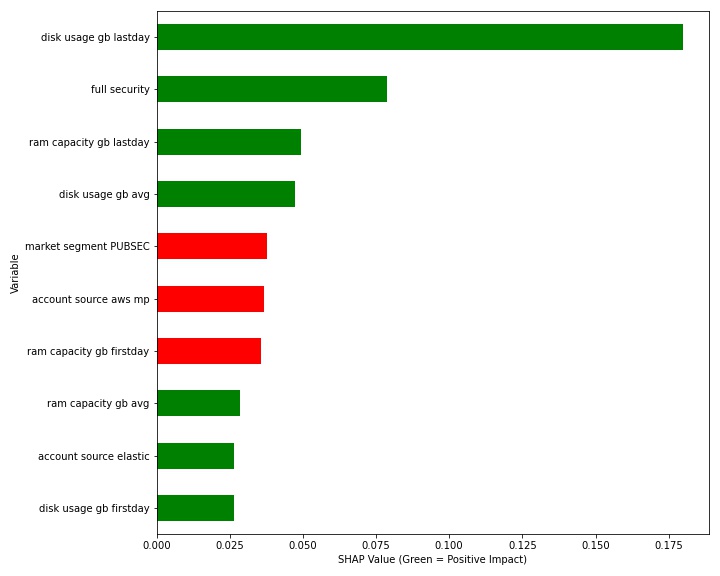 disk usage gb lastday
full security
ram capacity gb lastday
disk usage gb avg
market segment PUBSEC
account source aws mp
ram capacity gb firstday
ram capacity gb avg
account source elastic
disk usage gb firstday
Variable
0.000 0.025 0.050 0.075 0.100 0.125 0.150 0.175
SHAP Value (Green = Positive Impact)